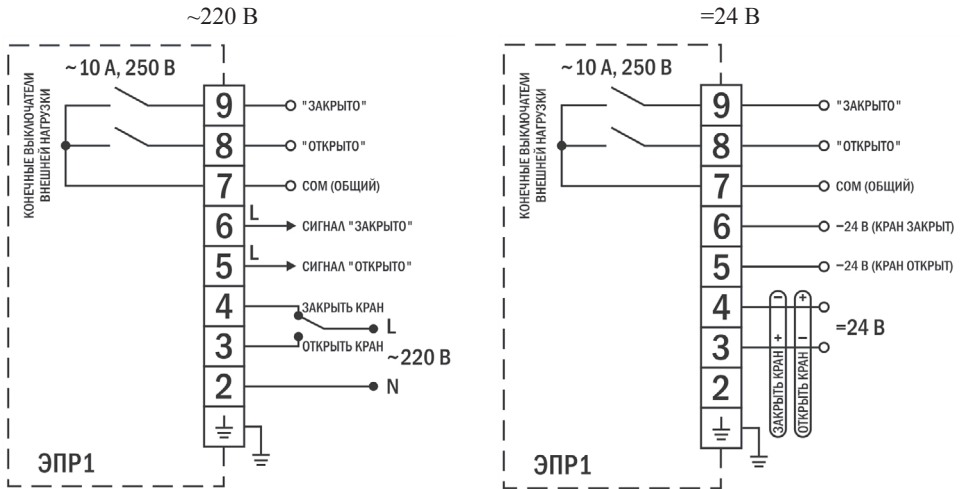 ~220 В
~ 10 А, 250 В
КОНЕЧНЫЕ ВЫКЛЮЧАТЕЛИ
ВНЕШНЕЙ НАГРУЗКИ
9 "ЗАКРЫТО"
8 "ОТКРЫТО"
7 COM (ОБЩИЙ)
6 L СИГНАЛ "ЗАКРЫТО"
5 L СИГНАЛ "ОТКРЫТО"
4 ЗАКРЫТЬ КРАН
L
3 ОТКРЫТЬ КРАН
~220 В
2 N
ЭПР1
=24 В
~ 10 А, 250 В
КОНЕЧНЫЕ ВЫКЛЮЧАТЕЛИ
ВНЕШНЕЙ НАГРУЗКИ
9 "ЗАКРЫТО"
8 "ОТКРЫТО"
7 COM (ОБЩИЙ)
6 –24 В (КРАН ЗАКРЫТ)
5 –24 В (КРАН ОТКРЫТ)
4
3
2
ЗАКРЫТЬ КРАН + –
ОТКРЫТЬ КРАН – +
=24 В
ЭПР1